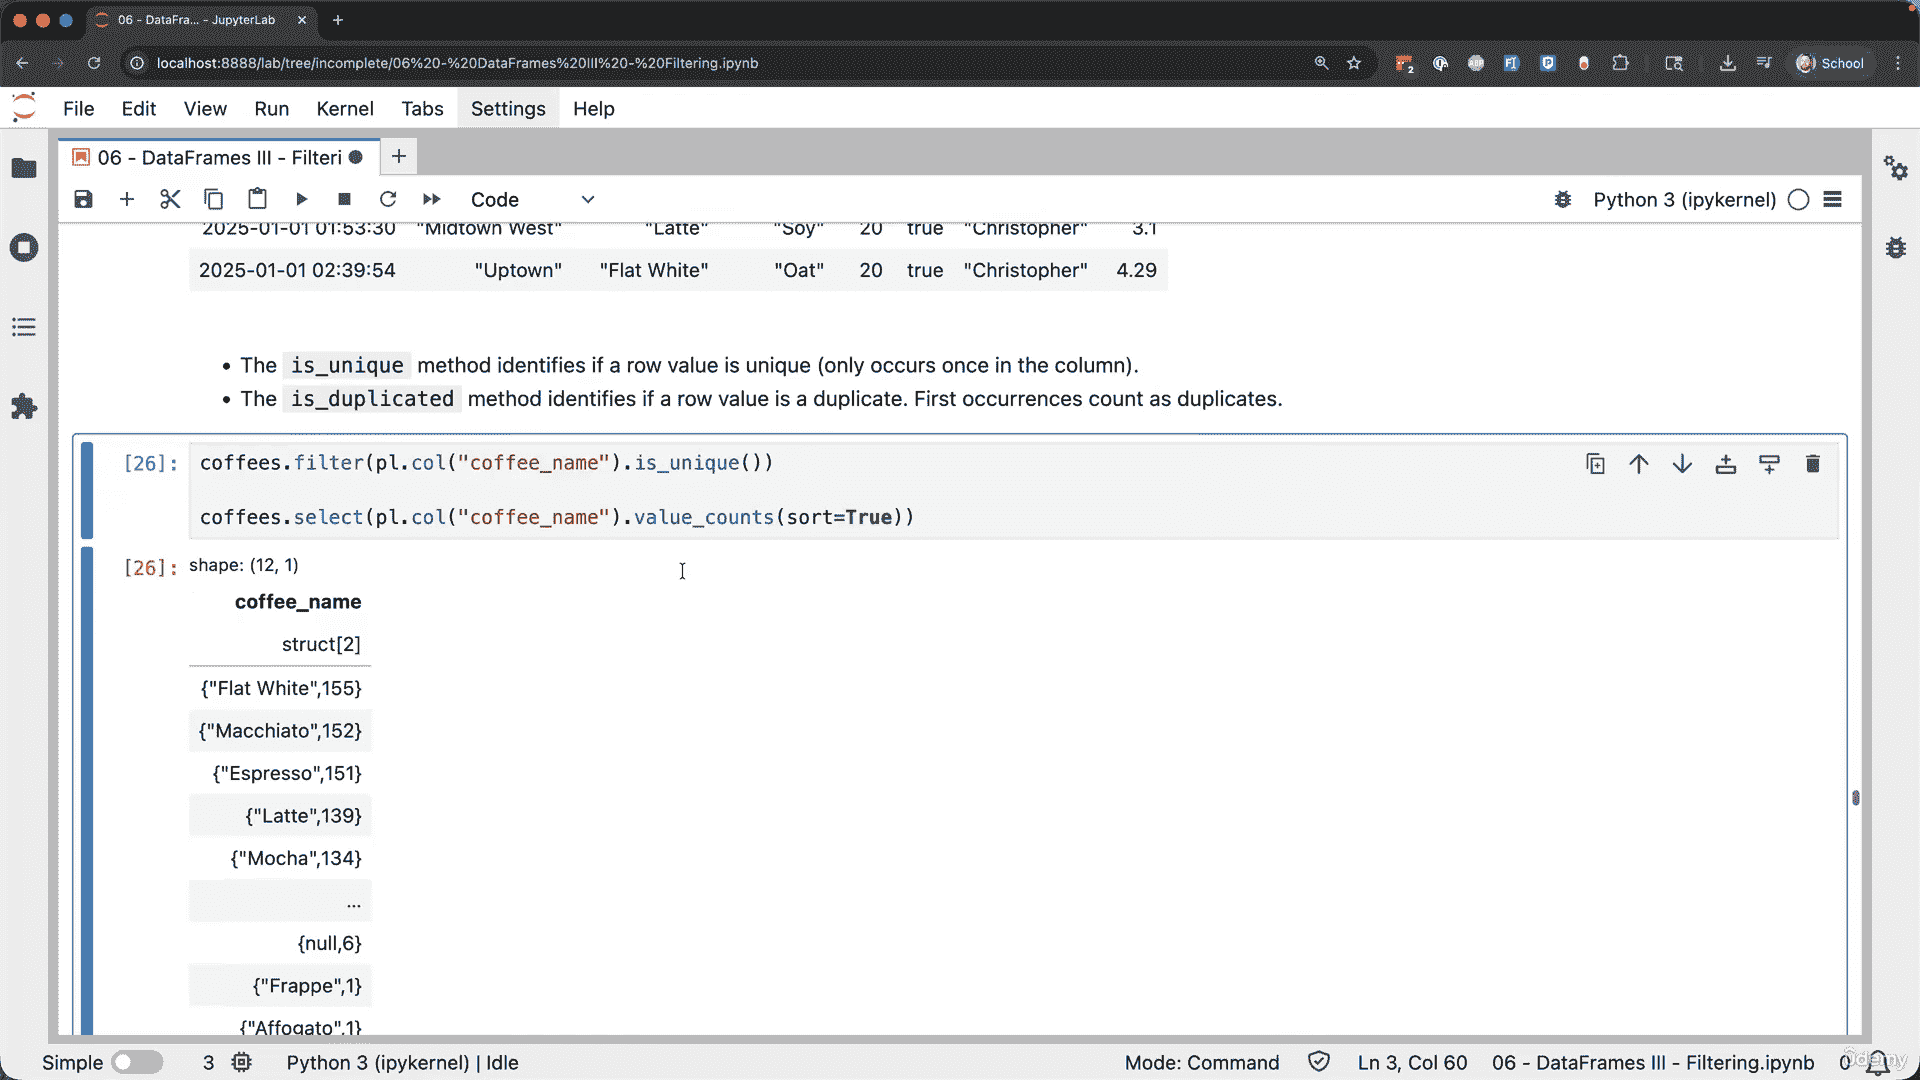 06 - DataFra... - JupyterLab
localhost:8888/lab/tree/incomplete/06%20-%20DataFrames%20III%20-%20Filtering.ipynb
2
ABP
School
File Edit View Run Kernel Tabs Settings Help
06 - DataFrames III - Filteri
Code
Python 3 (ipykernel)
2025-01-01 01:53:30 "Midtown West" "Latte" "Soy" 20 true "Christopher" 3.1
2025-01-01 02:39:54 "Uptown" "Flat White" "Oat" 20 true "Christopher" 4.29
• The is_unique method identifies if a row value is unique (only occurs once in the column).
• The is_duplicated method identifies if a row value is a duplicate. First occurrences count as duplicates.
[26]: coffees.filter(pl.col("coffee_name").is_unique())
coffees.select(pl.col("coffee_name").value_counts(sort=True))
[26]: shape: (12, 1)
coffee_name
struct[2]
{"Flat White",155}
{"Macchiato",152}
{"Espresso",151}
{"Latte",139}
{"Mocha",134}
...
{null,6}
{"Frappe",1}
{"Affogato",1}
Simple 3 Python 3 (ipykernel) | Idle Mode: Command Ln 3, Col 60 06 - DataFrames III - Filtering.ipynb 0
udemy